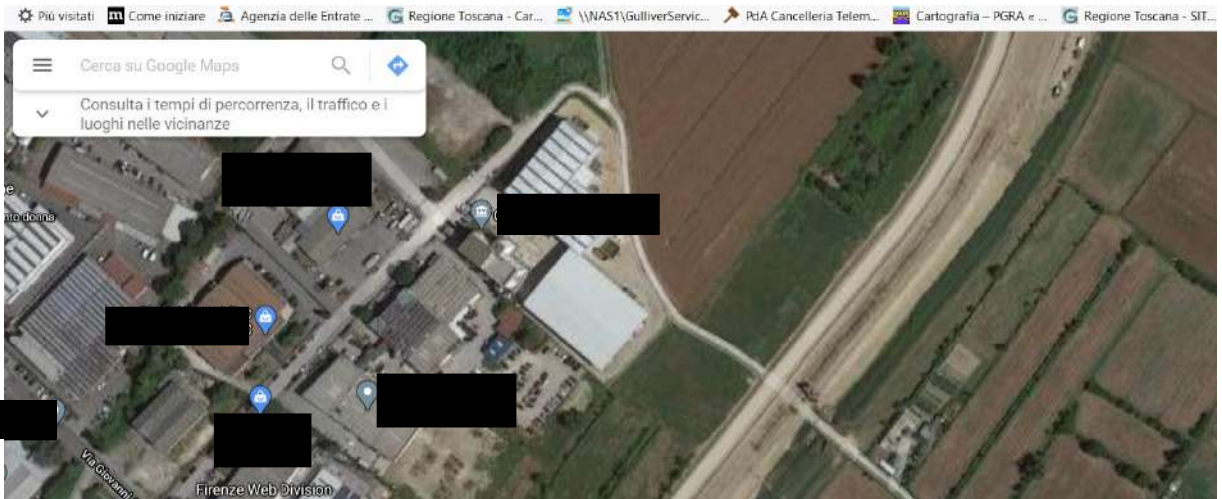 Più visitati Come iniziare Agenzia delle Entrate ... Regione Toscana - Car... \\NAS1\GulliverServic... PdA Cancelleria Telem... Cartografia – PGRA « ... Regione Toscana - SIT...
Cerca su Google Maps
Consulta i tempi di percorrenza, il traffico e i
luoghi nelle vicinanze
donna
Via Giovanni
Firenze Web Division